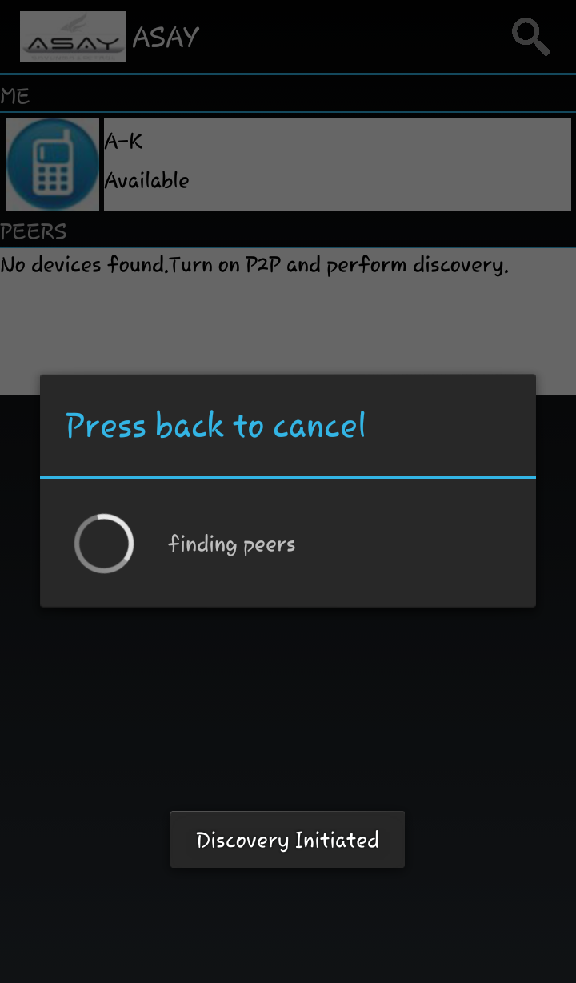 ASAY ASAY
ME
A-K
Available
PEERS
No devices found.Turn on P2P and perform discovery.
Press back to cancel
finding peers
Discovery Initiated